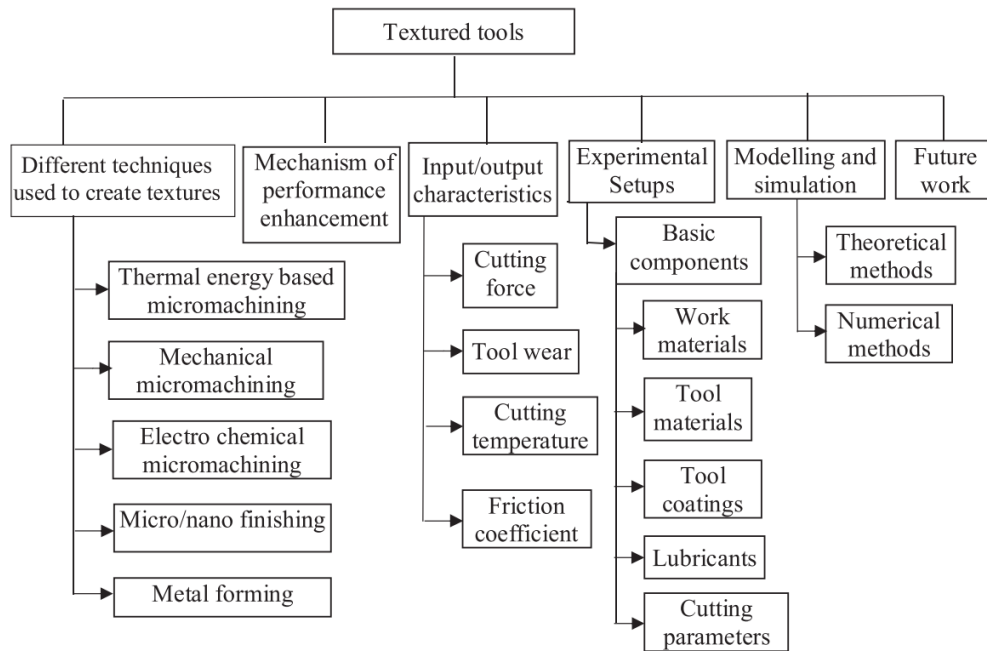 Textured tools
Different techniques
used to create textures
Mechanism of
performance
enhancement
Input/output
characteristics
Experimental
Setups
Modelling and
simulation
Future
work
Thermal energy based
micromachining
Mechanical
micromachining
Electro chemical
micromachining
Micro/nano finishing
Metal forming
Cutting
force
Tool wear
Cutting
temperature
Friction
coefficient
Basic
components
Work
materials
Tool
materials
Tool
coatings
Lubricants
Cutting
parameters
Theoretical
methods
Numerical
methods